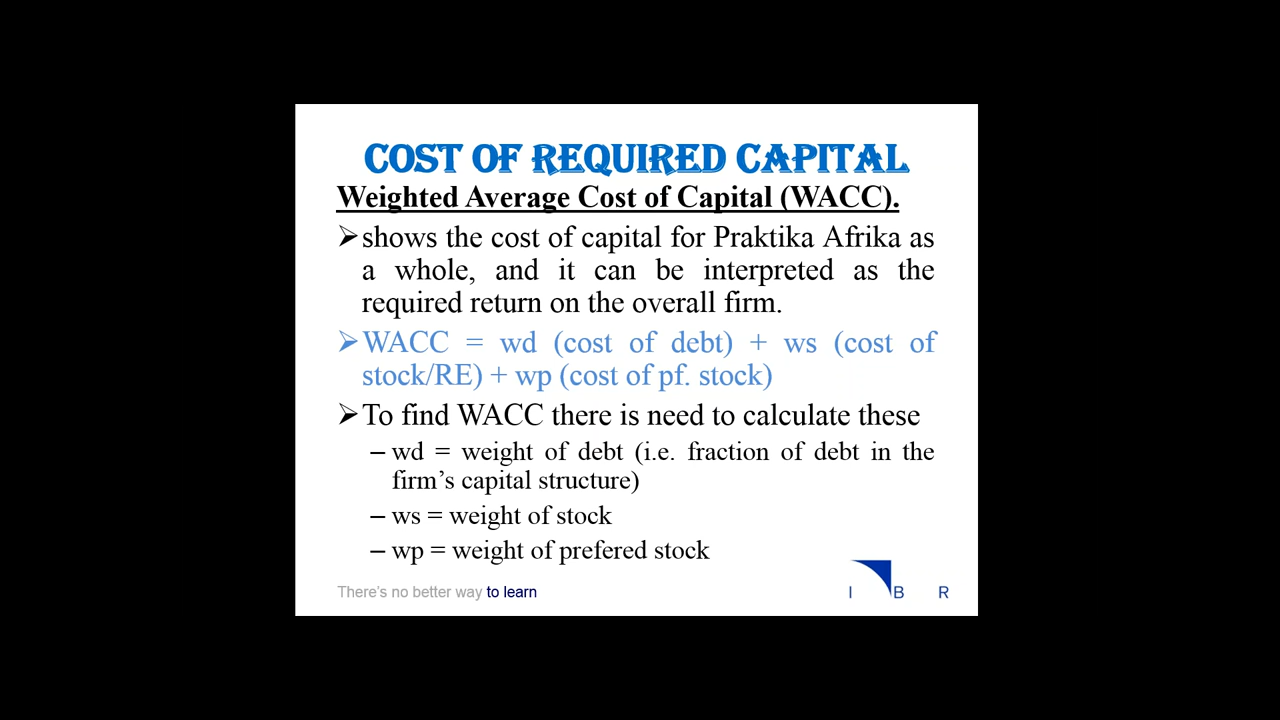 COST OF REQUIRED CAPITAL
Weighted Average Cost of Capital (WACC).
➢shows the cost of capital for Praktika Afrika as
a whole, and it can be interpreted as the
required return on the overall firm.
➢WACC = wd (cost of debt) + ws (cost of
stock/RE) + wp (cost of pf. stock)
➢To find WACC there is need to calculate these
– wd = weight of debt (i.e. fraction of debt in the
firm's capital structure)
– ws = weight of stock
– wp = weight of prefered stock
There's no better way to learn
I B R